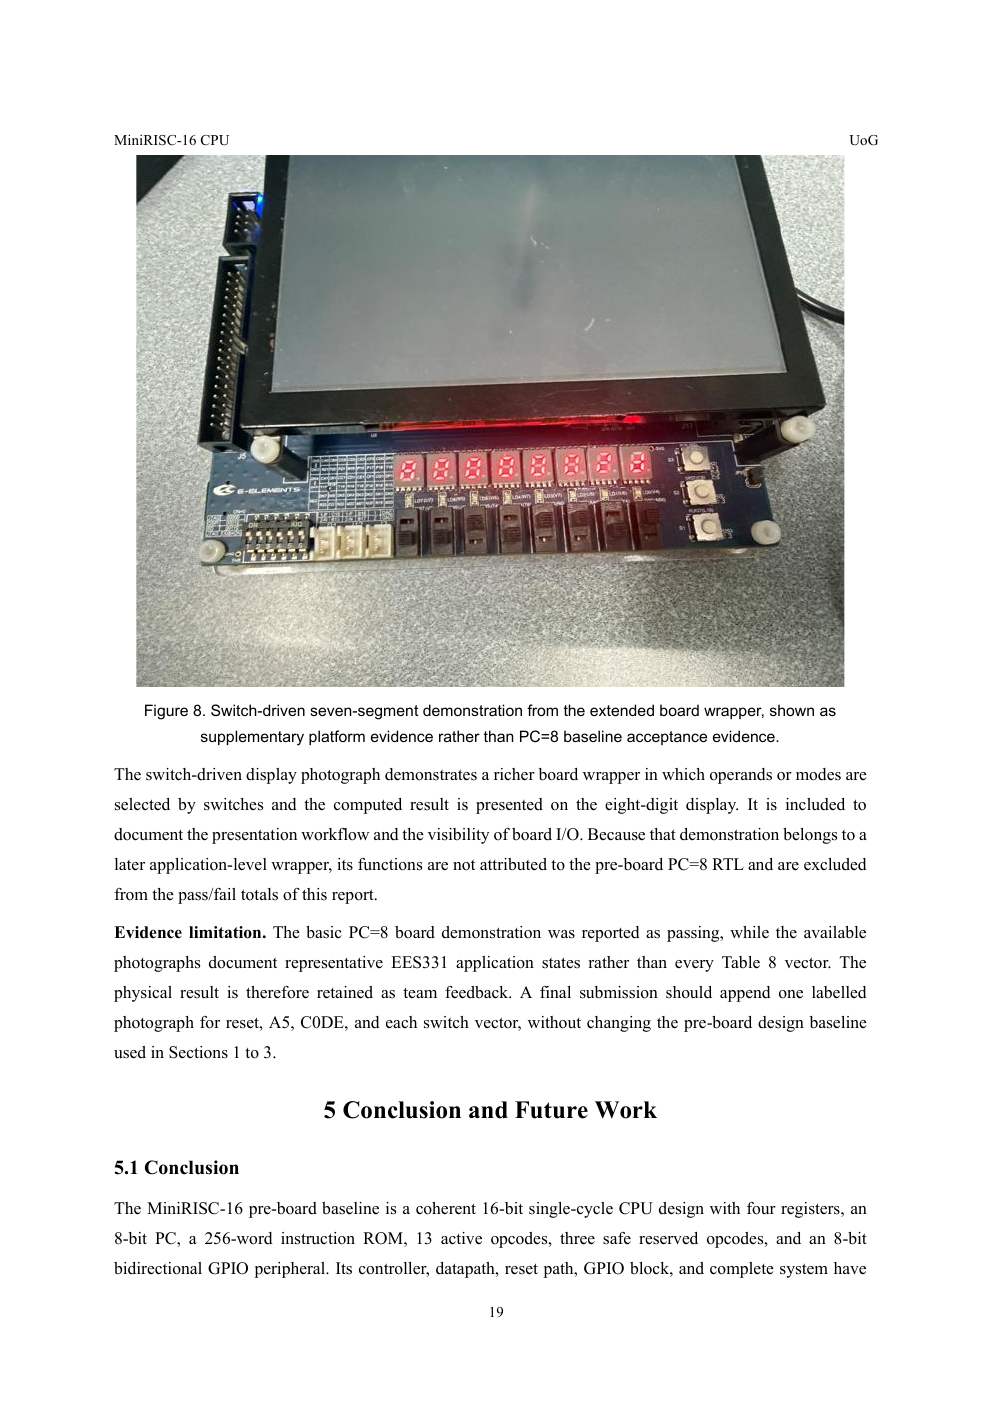 MiniRISC-16 CPU UoG
J5
J17
E-ELEMENTS
ON
S3
S2
S1
Figure 8. Switch-driven seven-segment demonstration from the extended board wrapper, shown as
supplementary platform evidence rather than PC=8 baseline acceptance evidence.
The switch-driven display photograph demonstrates a richer board wrapper in which operands or modes are
selected by switches and the computed result is presented on the eight-digit display. It is included to
document the presentation workflow and the visibility of board I/O. Because that demonstration belongs to a
later application-level wrapper, its functions are not attributed to the pre-board PC=8 RTL and are excluded
from the pass/fail totals of this report.
Evidence limitation. The basic PC=8 board demonstration was reported as passing, while the available
photographs document representative EES331 application states rather than every Table 8 vector. The
physical result is therefore retained as team feedback. A final submission should append one labelled
photograph for reset, A5, C0DE, and each switch vector, without changing the pre-board design baseline
used in Sections 1 to 3.
5 Conclusion and Future Work
5.1 Conclusion
The MiniRISC-16 pre-board baseline is a coherent 16-bit single-cycle CPU design with four registers, an
8-bit PC, a 256-word instruction ROM, 13 active opcodes, three safe reserved opcodes, and an 8-bit
bidirectional GPIO peripheral. Its controller, datapath, reset path, GPIO block, and complete system have
19